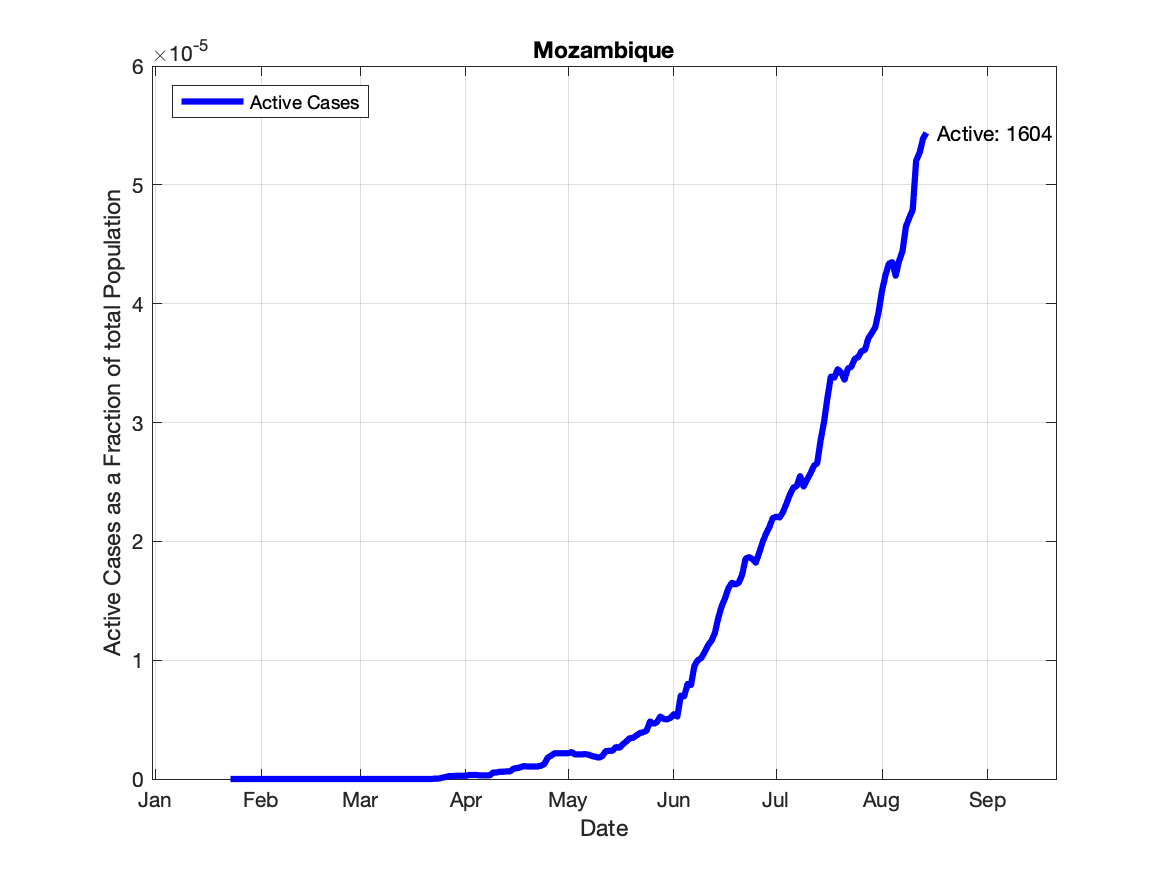 Mozambique
×10-5
Active Cases
Active: 1604
6
5
4
3
2
1
0
Active Cases as a Fraction of total Population
Jan Feb Mar Apr May Jun Jul Aug Sep
Date